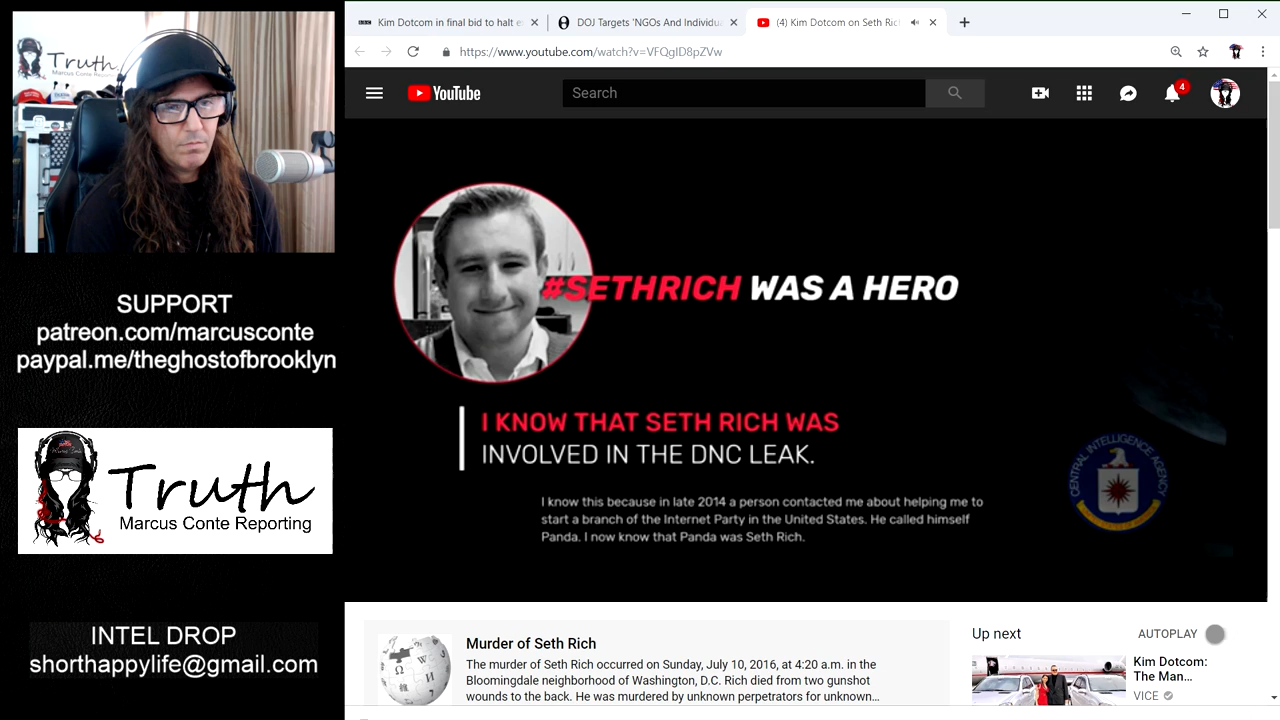 Kim Dotcom in final bid to halt e
DOJ Targets 'NGOs And Individu
(4) Kim Dotcom on Seth Ric
https://www.youtube.com/watch?v=VFQgID8pZVw
YouTube
Search
4
Truth
Marcus Conte Reporting
#SETHRICH WAS A HERO
I KNOW THAT SETH RICH WAS
INVOLVED IN THE DNC LEAK.
I know this because in late 2014 a person contacted me about helping me to
start a branch of the Internet Party in the United States. He called himself
Panda. I now know that Panda was Seth Rich.
CENTRAL INTELLIGENCE AGENCY
SUPPORT
patreon.com/marcusconte
paypal.me/theghostofbrooklyn
Truth
Marcus Conte Reporting
INTEL DROP
shorthappylife@gmail.com
Murder of Seth Rich
The murder of Seth Rich occurred on Sunday, July 10, 2016, at 4:20 a.m. in the
Bloomingdale neighborhood of Washington, D.C. Rich died from two gunshot
wounds to the back. He was murdered by unknown perpetrators for unknown...
Up next
AUTOPLAY
Kim Dotcom:
The Man...
VICE